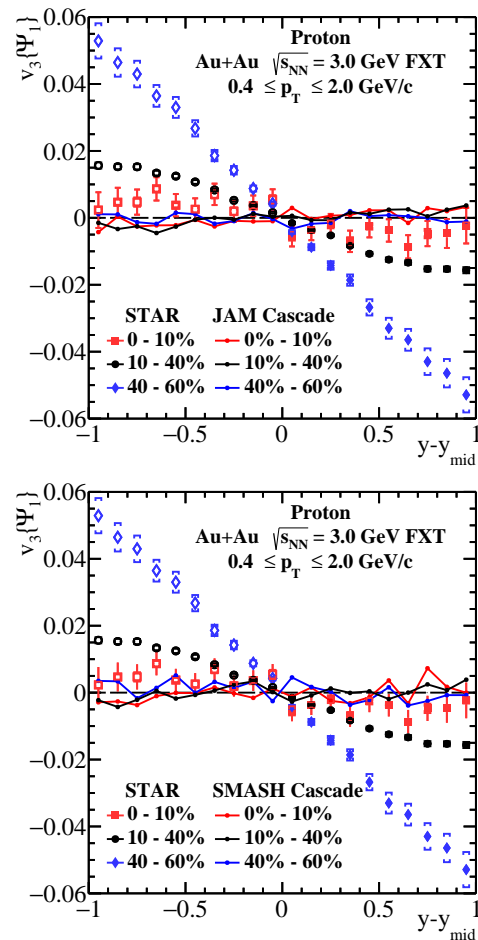 v₃{Ψ₁}
0.06
0.04
0.02
0
−0.02
−0.04
−0.06
Proton
Au+Au √sNN = 3.0 GeV FXT
0.4 ≤ pT ≤ 2.0 GeV/c
STAR JAM Cascade
0 - 10% 0% - 10%
10 - 40% 10% - 40%
40 - 60% 40% - 60%
−1 −0.5 0 0.5 1
y-ymid
v₃{Ψ₁}
0.06
0.04
0.02
0
−0.02
−0.04
−0.06
Proton
Au+Au √sNN = 3.0 GeV FXT
0.4 ≤ pT ≤ 2.0 GeV/c
STAR SMASH Cascade
0 - 10% 0% - 10%
10 - 40% 10% - 40%
40 - 60% 40% - 60%
−1 −0.5 0 0.5 1
y-ymid